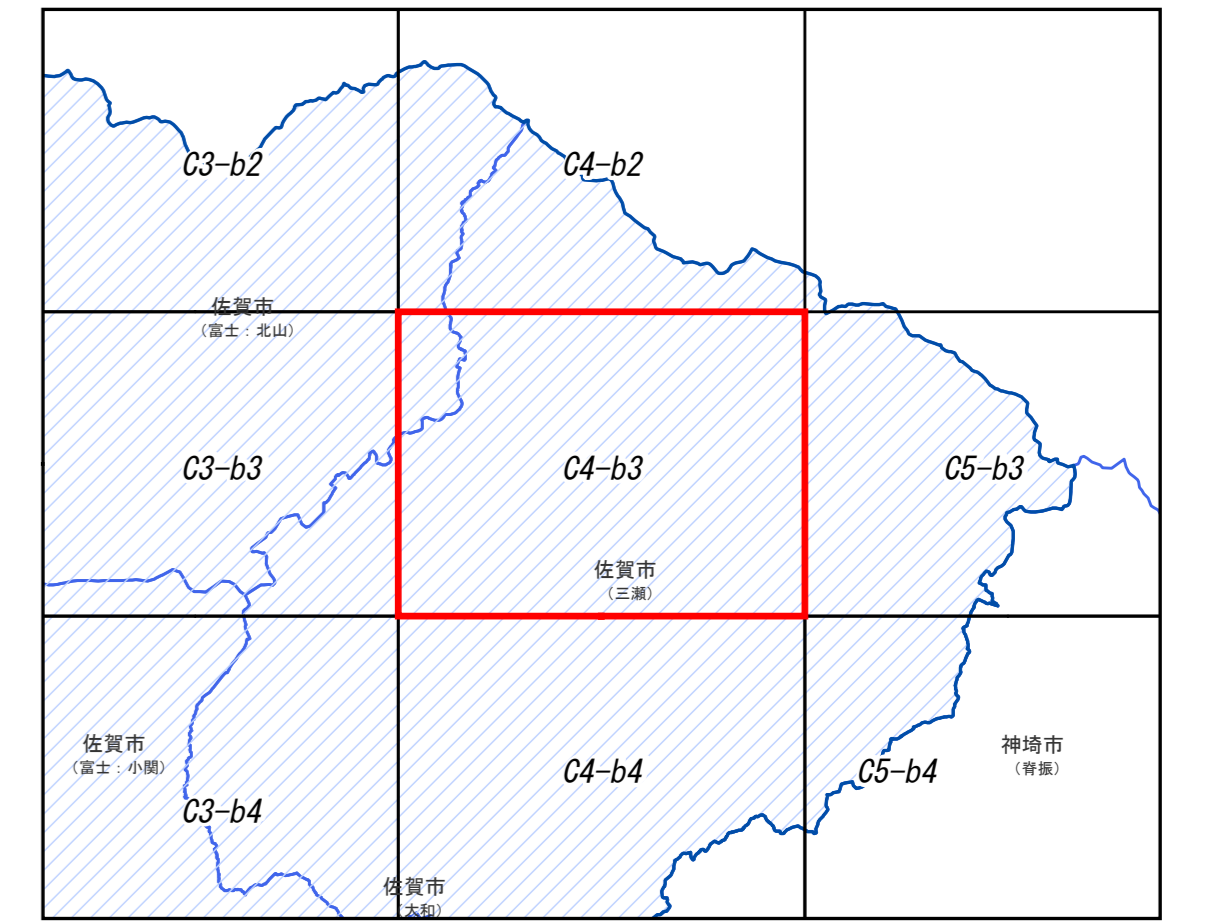 C3-b2
C4-b2
佐賀市
(富士：北山)
C3-b3
C4-b3
C5-b3
佐賀市
(三瀬)
佐賀市
(富士：小関)
C4-b4
C5-b4
神埼市
(脊振)
C3-b4
佐賀市
(大和)